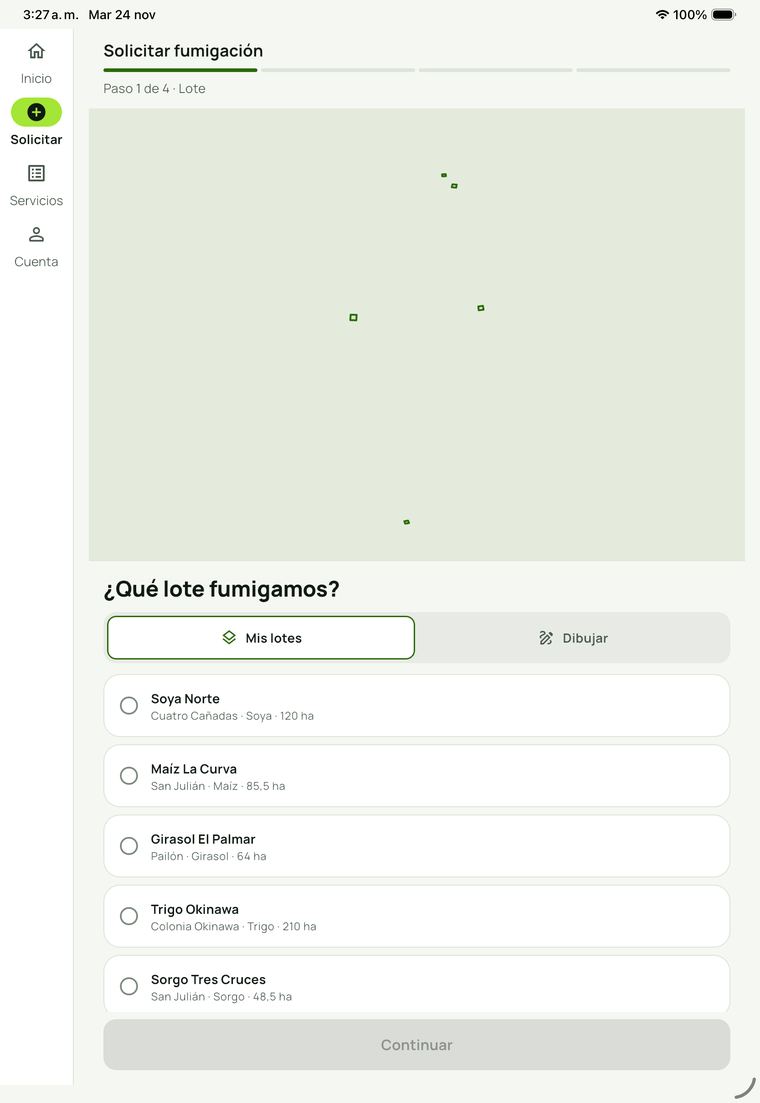 3:27 a. m. Mar 24 nov
100%
Inicio
Solicitar
Servicios
Cuenta
Solicitar fumigación
Paso 1 de 4 · Lote
¿Qué lote fumigamos?
Mis lotes
Dibujar
Soya Norte
Cuatro Cañadas · Soya · 120 ha
Maíz La Curva
San Julián · Maíz · 85,5 ha
Girasol El Palmar
Pailón · Girasol · 64 ha
Trigo Okinawa
Colonia Okinawa · Trigo · 210 ha
Sorgo Tres Cruces
San Julián · Sorgo · 48,5 ha
Continuar